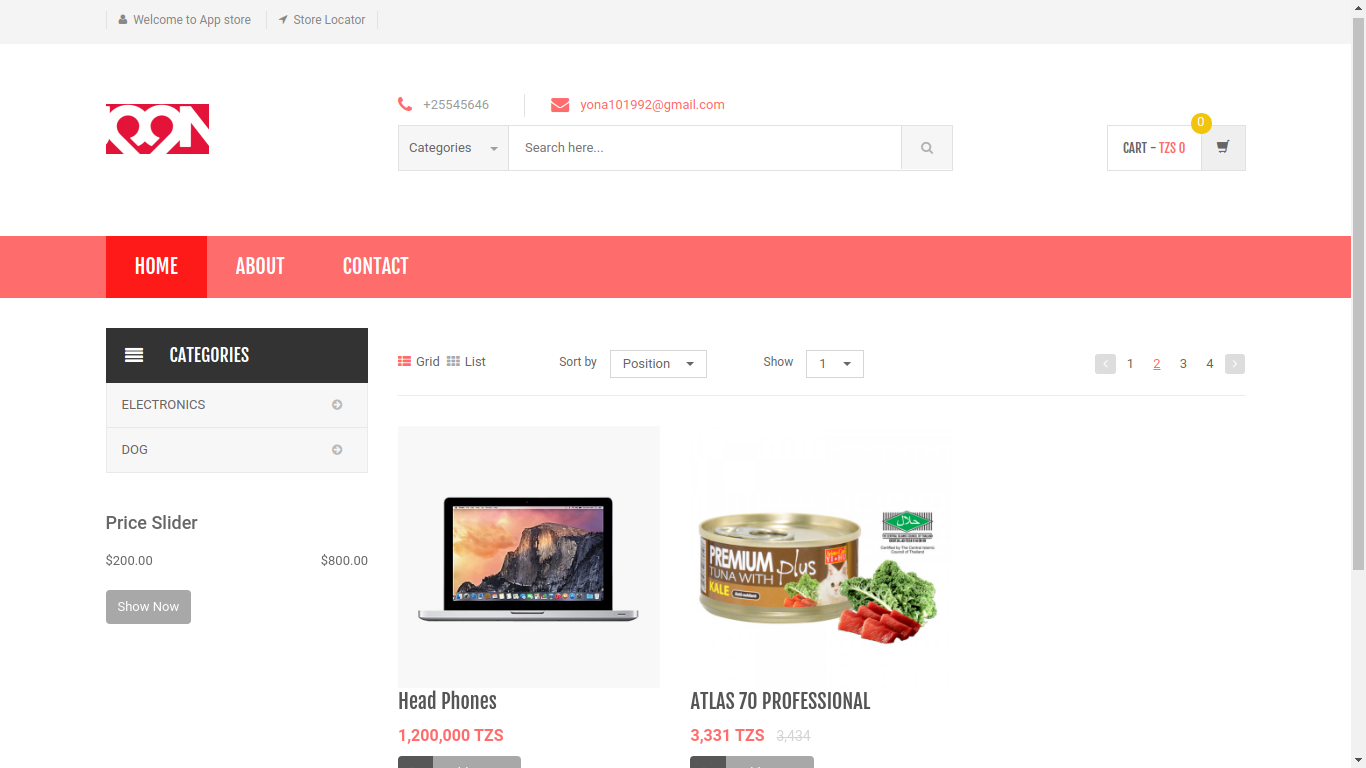 Welcome to App store
Store Locator
+25545646
yona101992@gmail.com
Categories
Search here...
0
CART - TZS 0
HOME
ABOUT
CONTACT
CATEGORIES
ELECTRONICS
DOG
Price Slider
$200.00 $800.00
Show Now
Grid List
Sort by Position
Show 1
1 2 3 4
PREMIUM plus
TUNA WITH
KALE
حلال
Head Phones
1,200,000 TZS
ATLAS 70 PROFESSIONAL
3,331 TZS 3,434